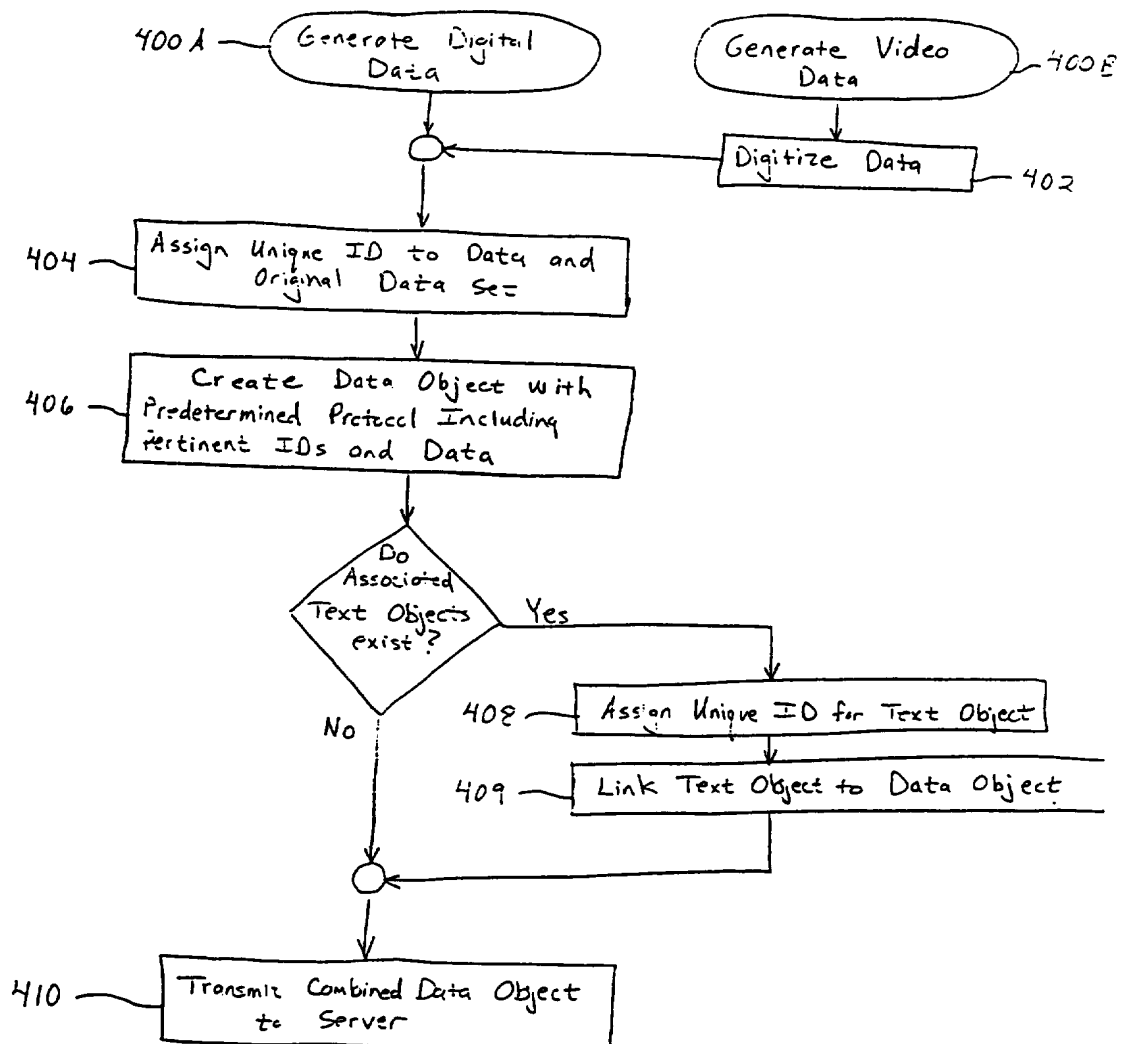 400A
Generate Digital
Data
Generate Video
Data
400B
Digitize Data
402
404
Assign Unique ID to Data and
Original Data Set
406
Create Data Object with
Predetermined Protocol Including
Pertinent IDs and Data
Do
Associated
Text Objects
exist?
Yes
No
408
Assign Unique ID for Text Object
409
Link Text Object to Data Object
410
Transmit Combined Data Object
to Server